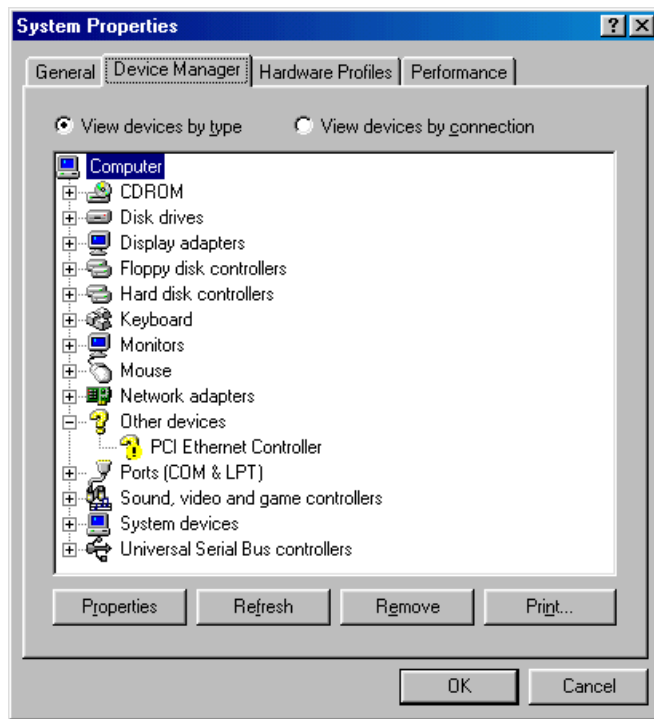 System Properties
General Device Manager Hardware Profiles Performance
View devices by type View devices by connection
Computer
CDROM
Disk drives
Display adapters
Floppy disk controllers
Hard disk controllers
Keyboard
Monitors
Mouse
Network adapters
Other devices
PCI Ethernet Controller
Ports (COM & LPT)
Sound, video and game controllers
System devices
Universal Serial Bus controllers
Properties Refresh Remove Print...
OK Cancel